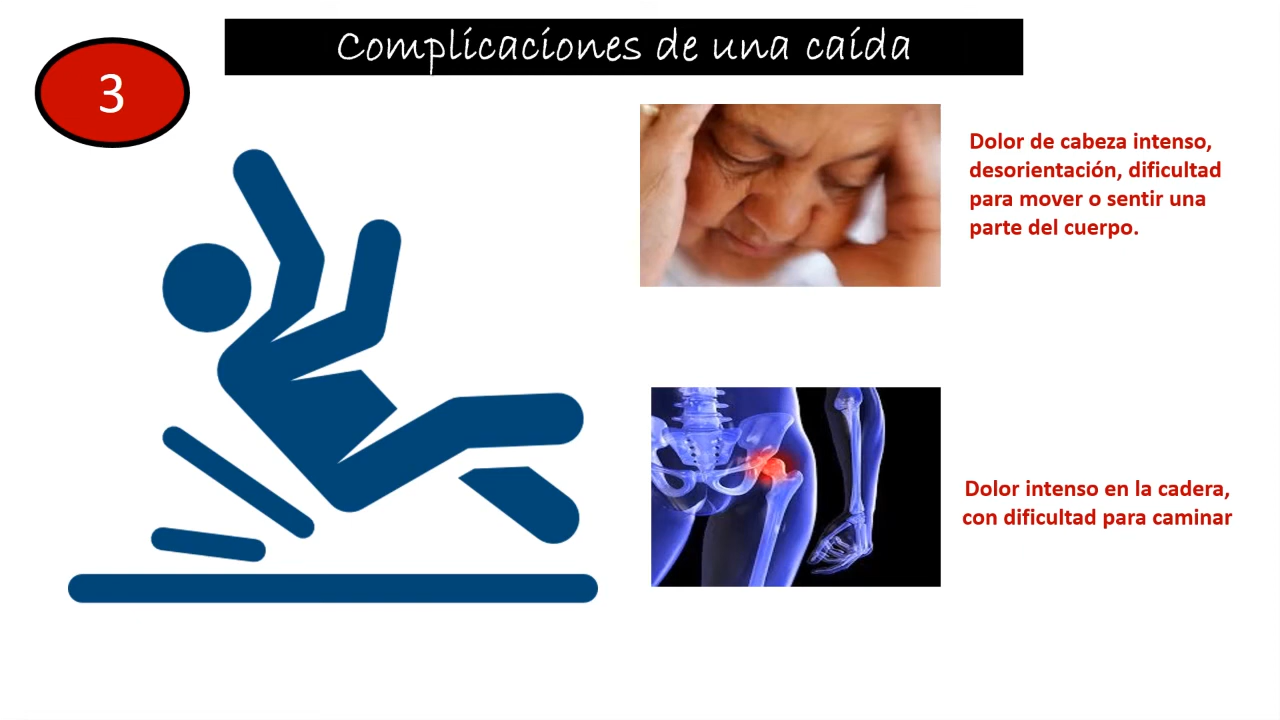 Complicaciones de una caída
3
Dolor de cabeza intenso,
desorientación, dificultad
para mover o sentir una
parte del cuerpo.
Dolor intenso en la cadera,
con dificultad para caminar